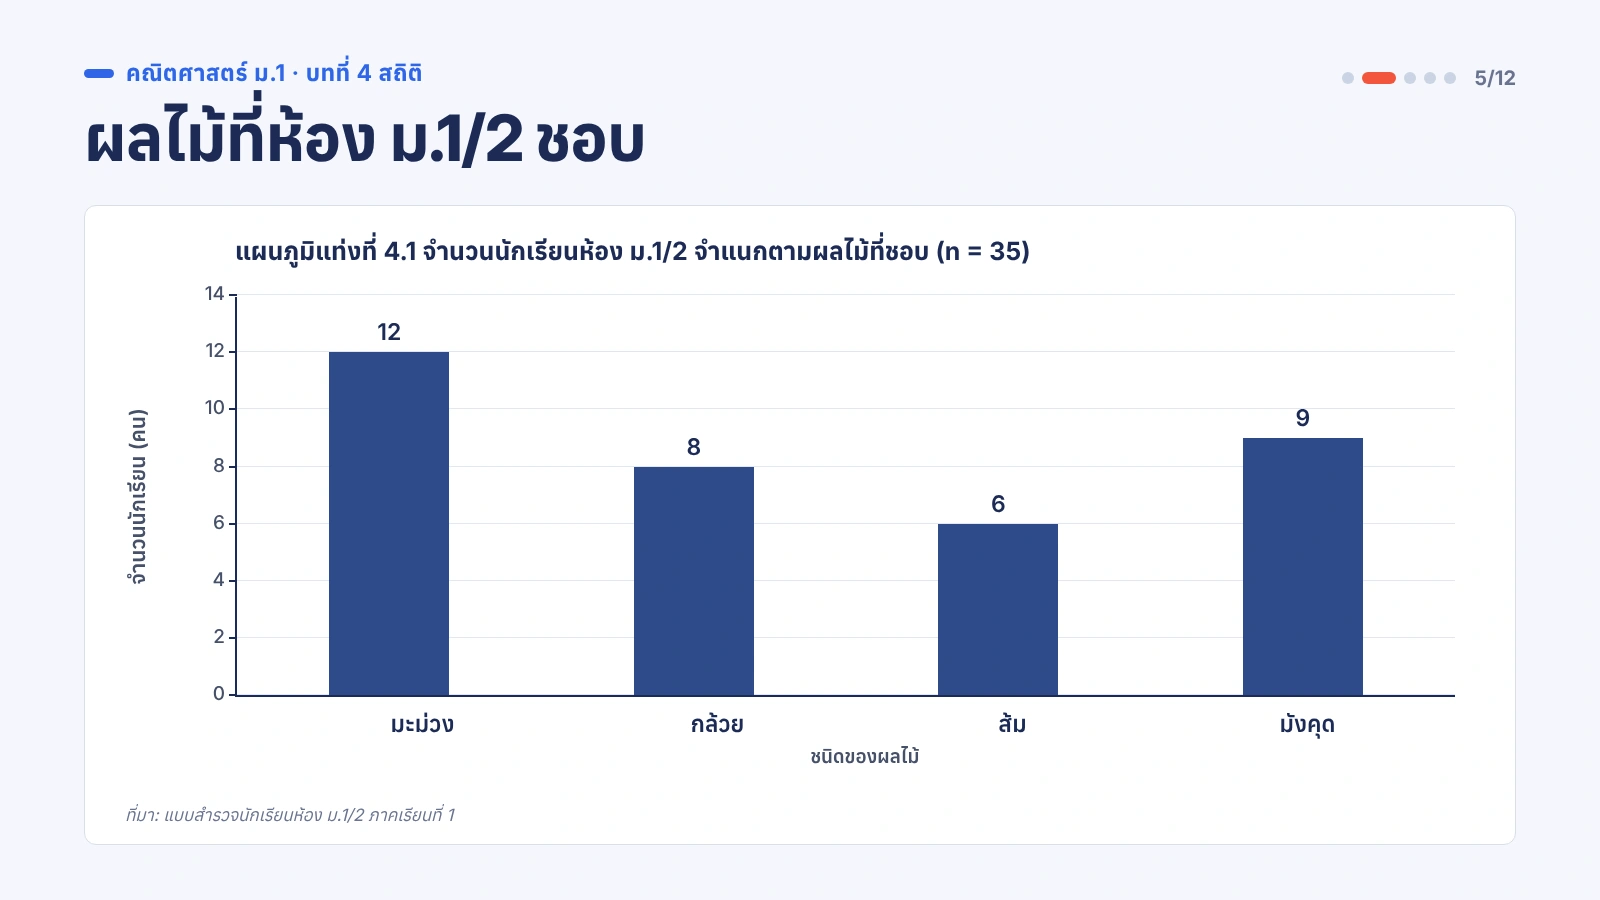 คณิตศาสตร์ ม.1 · บทที่ 4 สถิติ
5/12
ผลไม้ที่ห้อง ม.1/2 ชอบ
แผนภูมิแท่งที่ 4.1 จำนวนนักเรียนห้อง ม.1/2 จำแนกตามผลไม้ที่ชอบ (n = 35)
จำนวนนักเรียน (คน)
14
12
10
8
6
4
2
0
12
8
6
9
มะม่วง กล้วย ส้ม มังคุด
ชนิดของผลไม้
ที่มา: แบบสำรวจนักเรียนห้อง ม.1/2 ภาคเรียนที่ 1